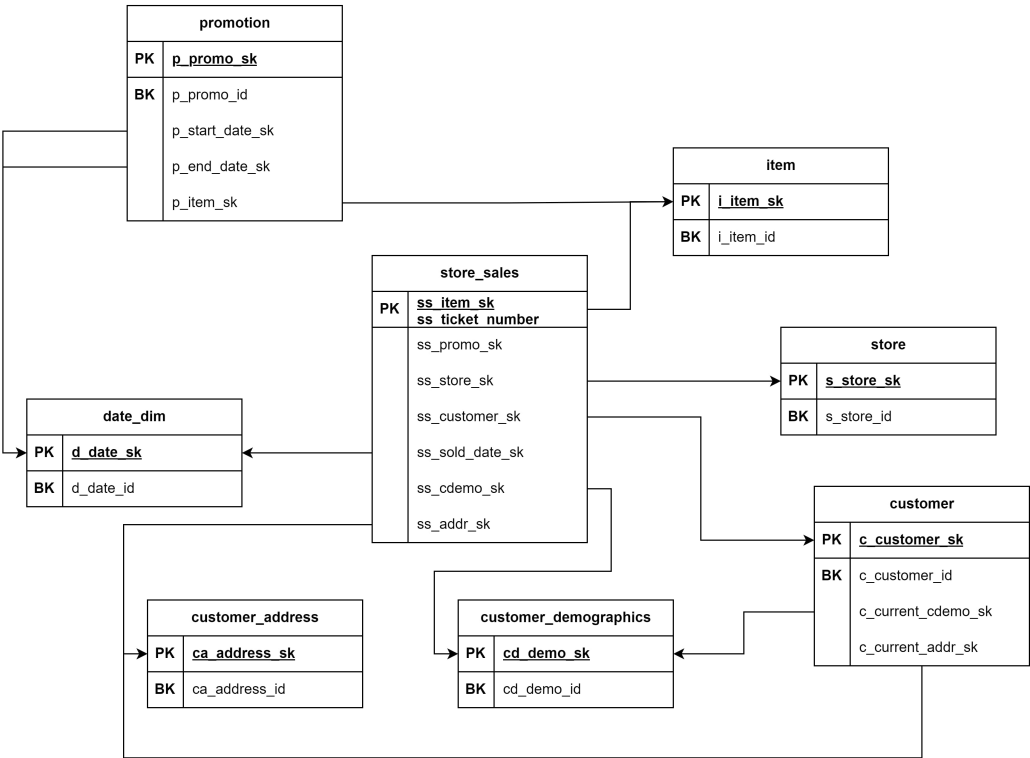 promotion
PK p_promo_sk
BK p_promo_id
p_start_date_sk
p_end_date_sk
p_item_sk
item
PK i_item_sk
BK i_item_id
store_sales
PK ss_item_sk
ss_ticket_number
ss_promo_sk
ss_store_sk
ss_customer_sk
ss_sold_date_sk
ss_cdemo_sk
ss_addr_sk
store
PK s_store_sk
BK s_store_id
date_dim
PK d_date_sk
BK d_date_id
customer
PK c_customer_sk
BK c_customer_id
c_current_cdemo_sk
c_current_addr_sk
customer_address
PK ca_address_sk
BK ca_address_id
customer_demographics
PK cd_demo_sk
BK cd_demo_id